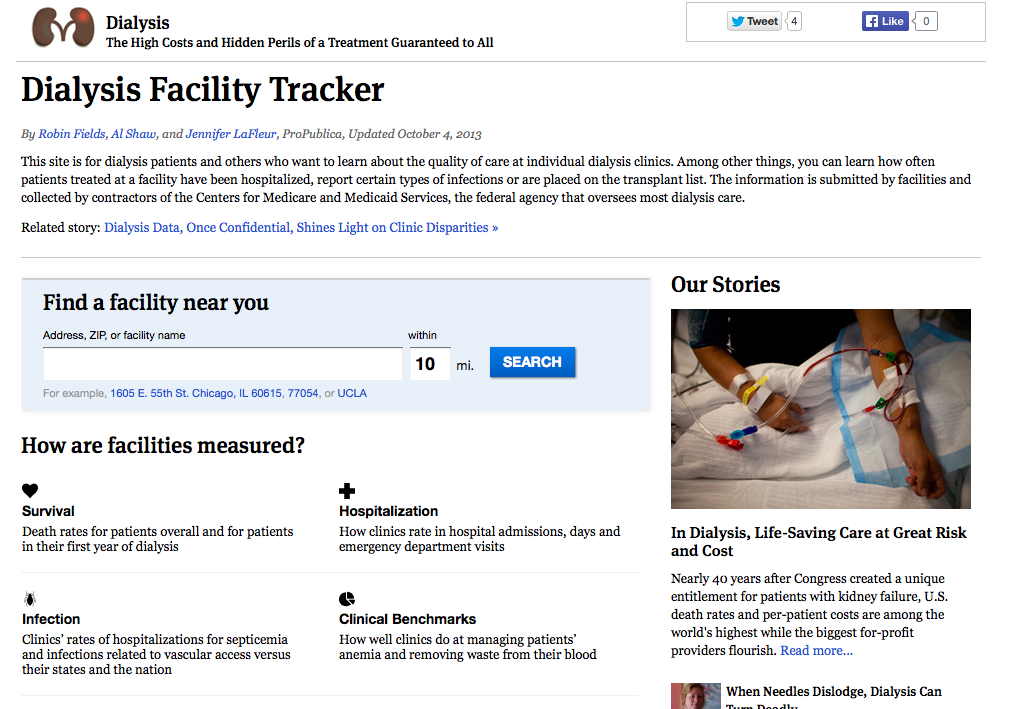 Dialysis
The High Costs and Hidden Perils of a Treatment Guaranteed to All
Tweet 4
Like 0
Dialysis Facility Tracker
By Robin Fields, Al Shaw, and Jennifer LaFleur, ProPublica, Updated October 4, 2013
This site is for dialysis patients and others who want to learn about the quality of care at individual dialysis clinics. Among other things, you can learn how often
patients treated at a facility have been hospitalized, report certain types of infections or are placed on the transplant list. The information is submitted by facilities and
collected by contractors of the Centers for Medicare and Medicaid Services, the federal agency that oversees most dialysis care.
Related story: Dialysis Data, Once Confidential, Shines Light on Clinic Disparities »
Find a facility near you
Address, ZIP, or facility name
within
10 mi.
SEARCH
For example, 1605 E. 55th St. Chicago, IL 60615, 77054, or UCLA
How are facilities measured?
Survival
Death rates for patients overall and for patients
in their first year of dialysis
Hospitalization
How clinics rate in hospital admissions, days and
emergency department visits
Infection
Clinics' rates of hospitalizations for septicemia
and infections related to vascular access versus
their states and the nation
Clinical Benchmarks
How well clinics do at managing patients'
anemia and removing waste from their blood
Our Stories
In Dialysis, Life-Saving Care at Great Risk
and Cost
Nearly 40 years after Congress created a unique
entitlement for patients with kidney failure, U.S.
death rates and per-patient costs are among the
world's highest while the biggest for-profit
providers flourish. Read more...
When Needles Dislodge, Dialysis Can
Turn Deadly